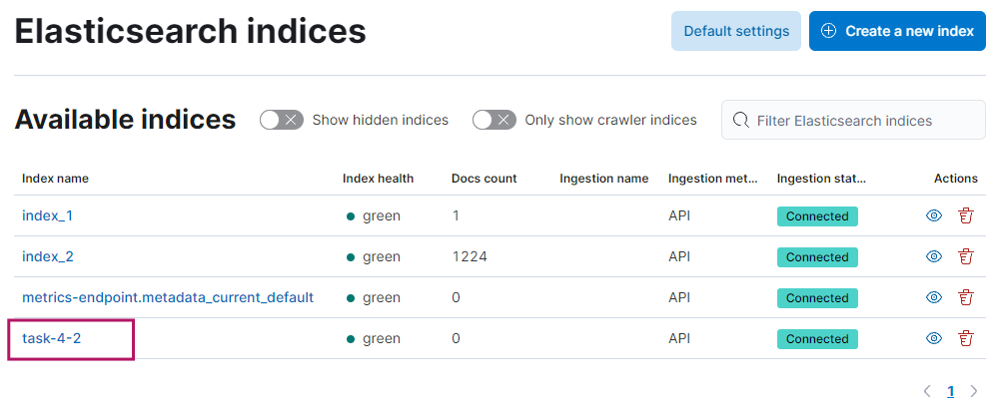 Elasticsearch indices
Default settings
Create a new index
Available indices
Show hidden indices
Only show crawler indices
Filter Elasticsearch indices
Index name Index health Docs count Ingestion name Ingestion met... Ingestion stat... Actions
index_1 green 1 API Connected
index_2 green 1224 API Connected
metrics-endpoint.metadata_current_default green 0 API Connected
task-4-2 green 0 API Connected
1